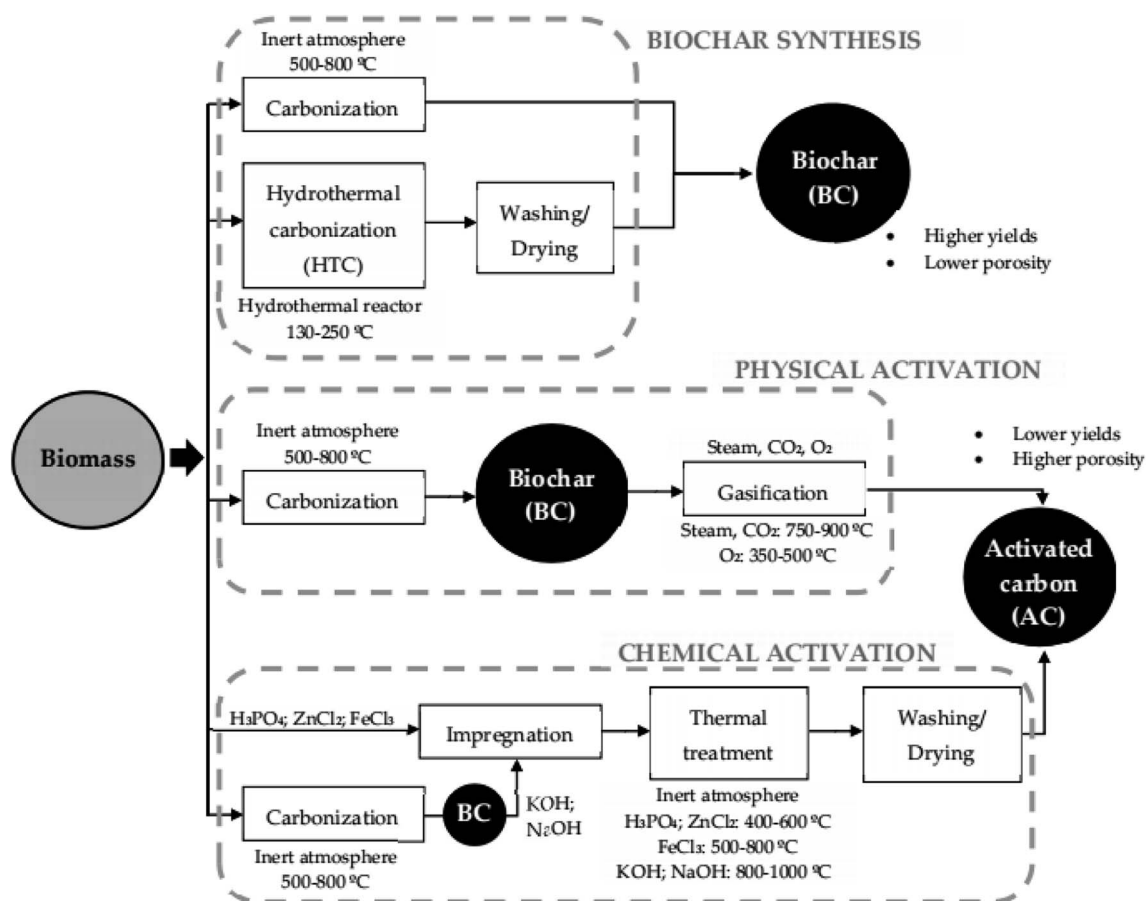 BIOCHAR SYNTHESIS
Inert atmosphere
500-800 ºC
Carbonization
Hydrothermal
carbonization
(HTC)
Hydrothermal reactor
130-250 ºC
Washing/
Drying
Biochar
(BC)
• Higher yields
• Lower porosity
Biomass
PHYSICAL ACTIVATION
Inert atmosphere
500-800 ºC
Carbonization
Biochar
(BC)
Steam, CO₂, O₂
Gasification
Steam, CO₂: 750-900 ºC
O₂: 350-500 ºC
• Lower yields
• Higher porosity
Activated
carbon
(AC)
CHEMICAL ACTIVATION
H₃PO₄; ZnCl₂; FeCl₃
Impregnation
Thermal
treatment
Inert atmosphere
H₃PO₄; ZnCl₂: 400-600 ºC
FeCl₃: 500-800 ºC
KOH; NaOH: 800-1000 ºC
Washing/
Drying
Carbonization
Inert atmosphere
500-800 ºC
BC
KOH;
NaOH